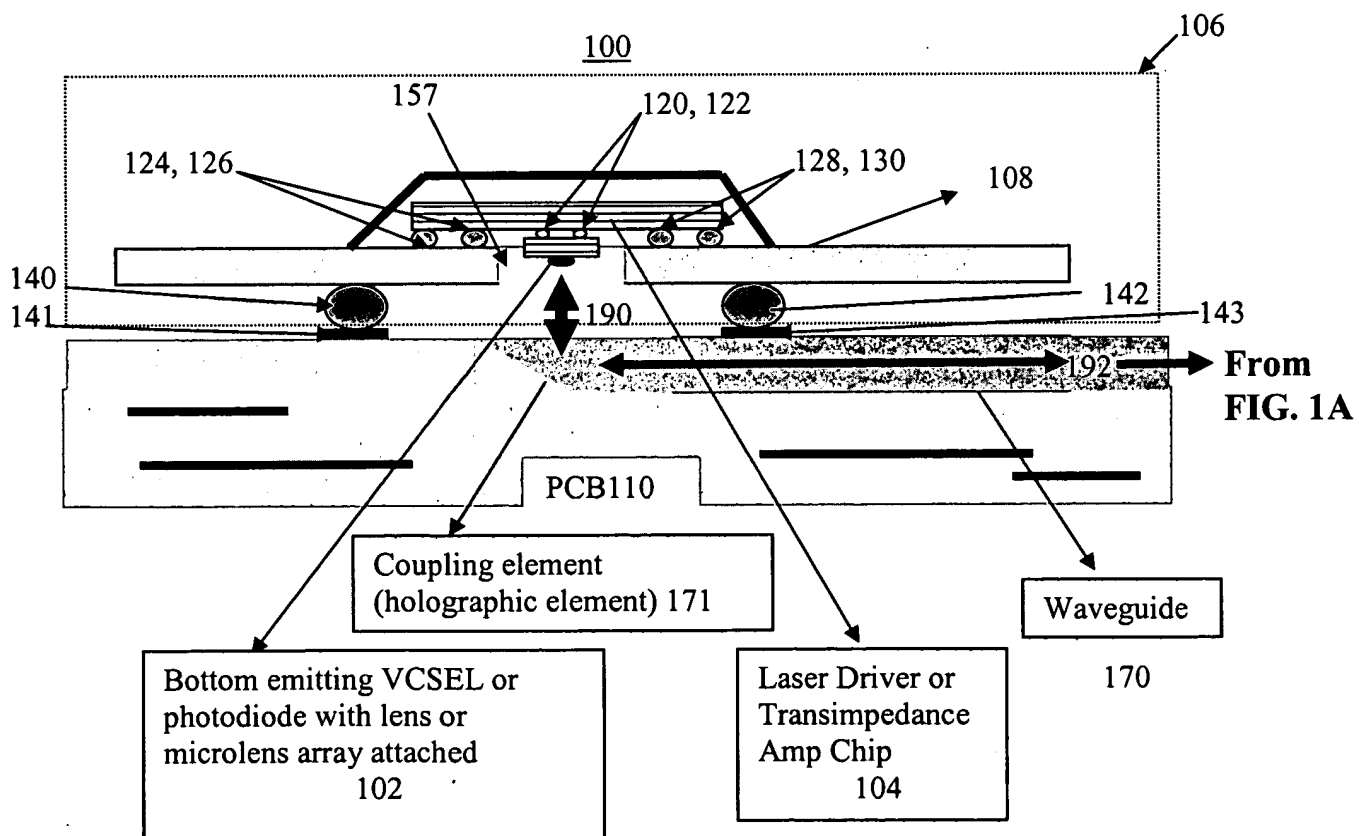 100
106
157
120, 122
124, 126
128, 130
108
140
142
141
190
143
192
From
FIG. 1A
PCB110
Coupling element
(holographic element) 171
Waveguide
170
Bottom emitting VCSEL or
photodiode with lens or
microlens array attached
102
Laser Driver or
Transimpedance
Amp Chip
104